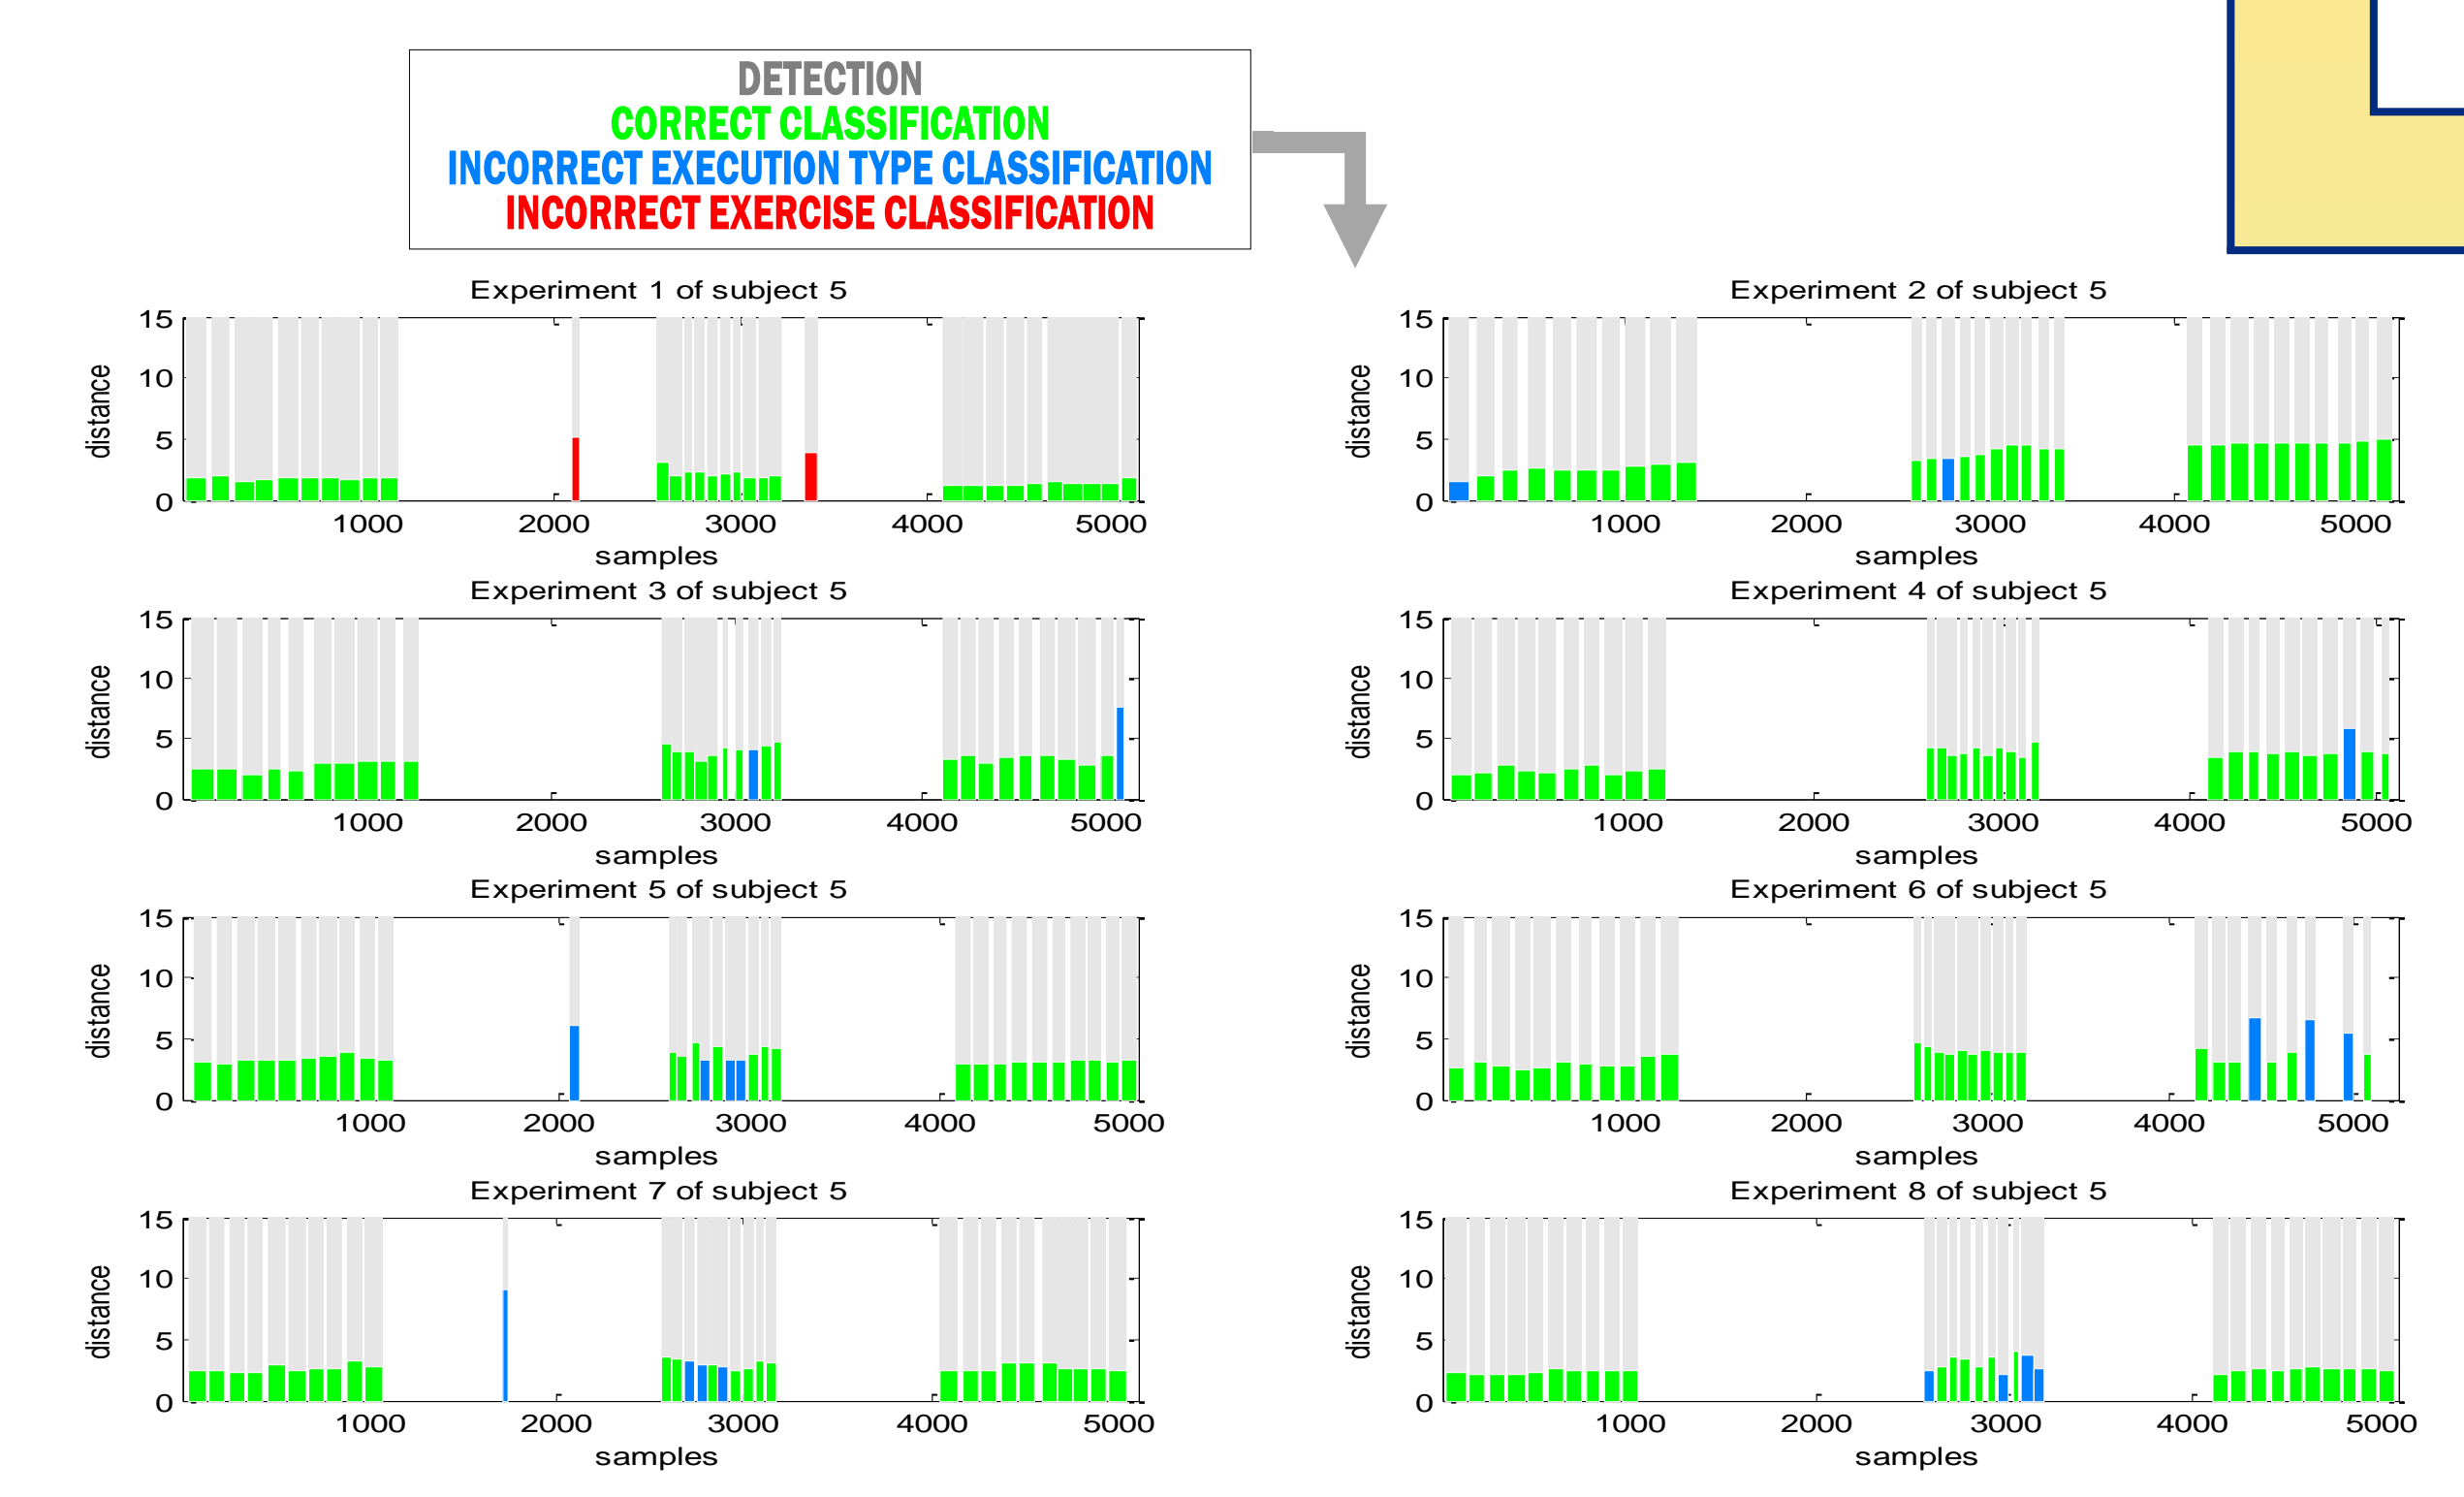 DETECTION
CORRECT CLASSIFICATION
INCORRECT EXECUTION TYPE CLASSIFICATION
INCORRECT EXERCISE CLASSIFICATION
Experiment 1 of subject 5
15
10
5
0
distance
1000 2000 3000 4000 5000
samples
Experiment 2 of subject 5
15
10
5
0
distance
1000 2000 3000 4000 5000
samples
Experiment 3 of subject 5
15
10
5
0
distance
1000 2000 3000 4000 5000
samples
Experiment 4 of subject 5
15
10
5
0
distance
1000 2000 3000 4000 5000
samples
Experiment 5 of subject 5
15
10
5
0
distance
1000 2000 3000 4000 5000
samples
Experiment 6 of subject 5
15
10
5
0
distance
1000 2000 3000 4000 5000
samples
Experiment 7 of subject 5
15
10
5
0
distance
1000 2000 3000 4000 5000
samples
Experiment 8 of subject 5
15
10
5
0
distance
1000 2000 3000 4000 5000
samples